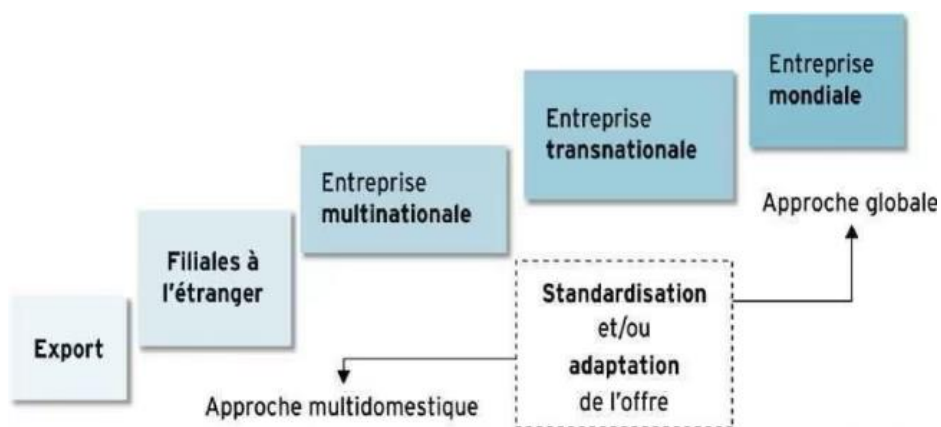 Entreprise
mondiale
Entreprise
transnationale
Entreprise
multinationale
Approche globale
Filiales à
l'étranger
Standardisation
et/ou
adaptation
de l'offre
Export
Approche multidomestique